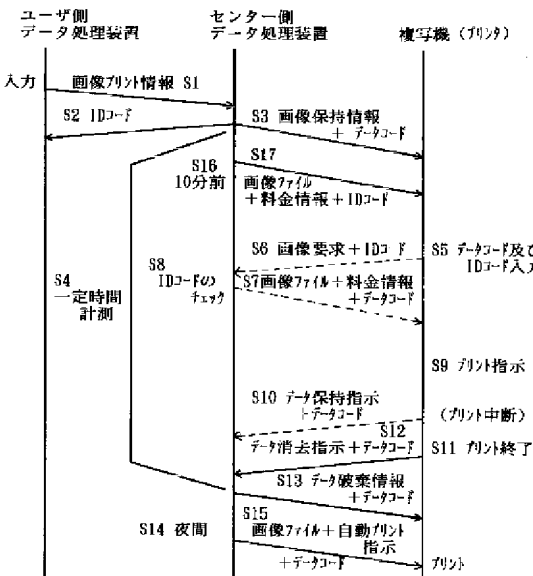 ユーザ側
データ処理装置
センター側
データ処理装置
複写機(プリンタ)
入力
画像プリント情報 S1
S2 IDコード
S3 画像保持情報
+ データコード
S16
10分前
S17
画像ファイル
+料金情報+IDコード
S6 画像要求+IDコード
S5 データコード及び
IDコード入力
S4
一定時間
計測
S8
IDコードの
チェック
S7画像ファイル+料金情報
+データコード
S9 プリント指示
S10 データ保持指示
+データコード
(プリント中断)
S12
データ消去指示+データコード
S11 プリント終了
S13 データ破棄情報
+データコード
S14 夜間
S15
画像ファイル+自動プリント
指示
+データコード
プリント